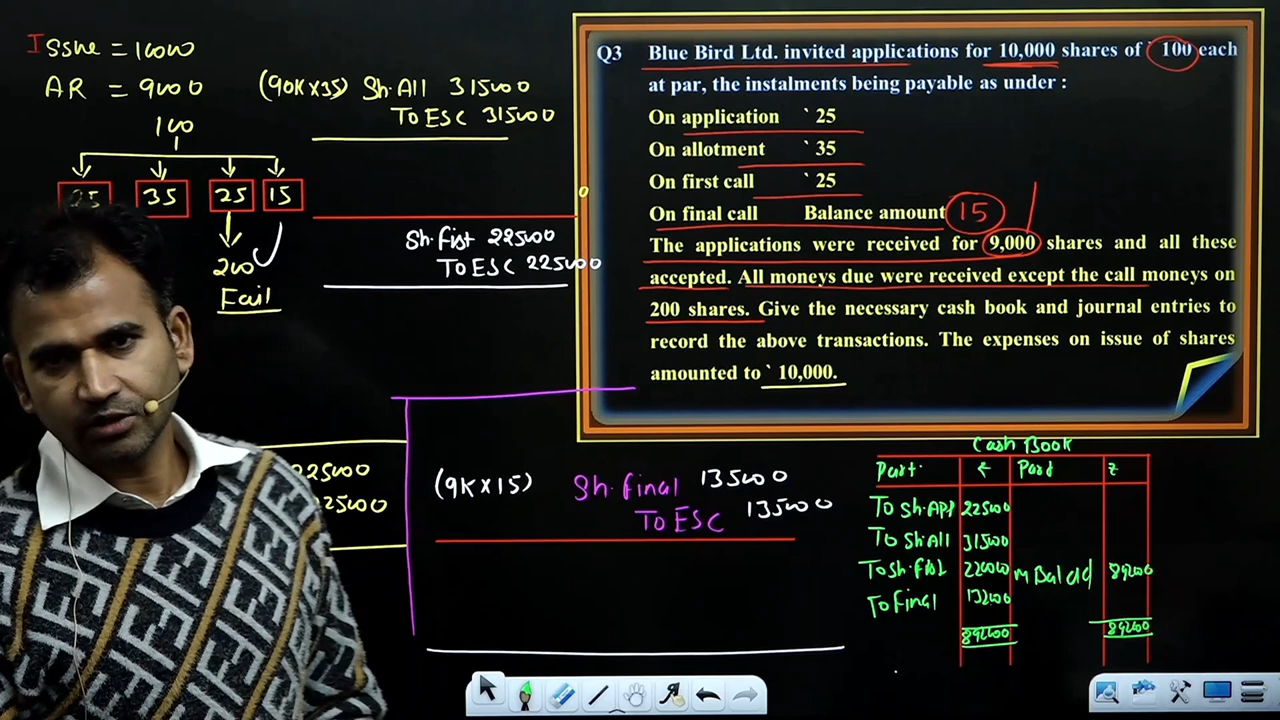 Issue = 10000
AR = 9000
100
25 35 25 15
200
Fail
(90K×35) Sh. All 315000
To ESC 315000
Sh. First 225000
To ESC 225000
225000
225000
(9K×15) Sh. final 135000
To ESC 135000
Q3 Blue Bird Ltd. invited applications for 10,000 shares of ` 100 each
at par, the instalments being payable as under :
On application ` 25
On allotment ` 35
On first call ` 25
On final call Balance amount 15
The applications were received for 9,000 shares and all these
accepted. All moneys due were received except the call moneys on
200 shares. Give the necessary cash book and journal entries to
record the above transactions. The expenses on issue of shares
amounted to ` 10,000.
Cash Book
Part. ₹ Part ₹
To Sh. App 225000
To Sh. All 315000
To Sh. First 220000 Bal c/d 892000
To Final 132000
892000 892000